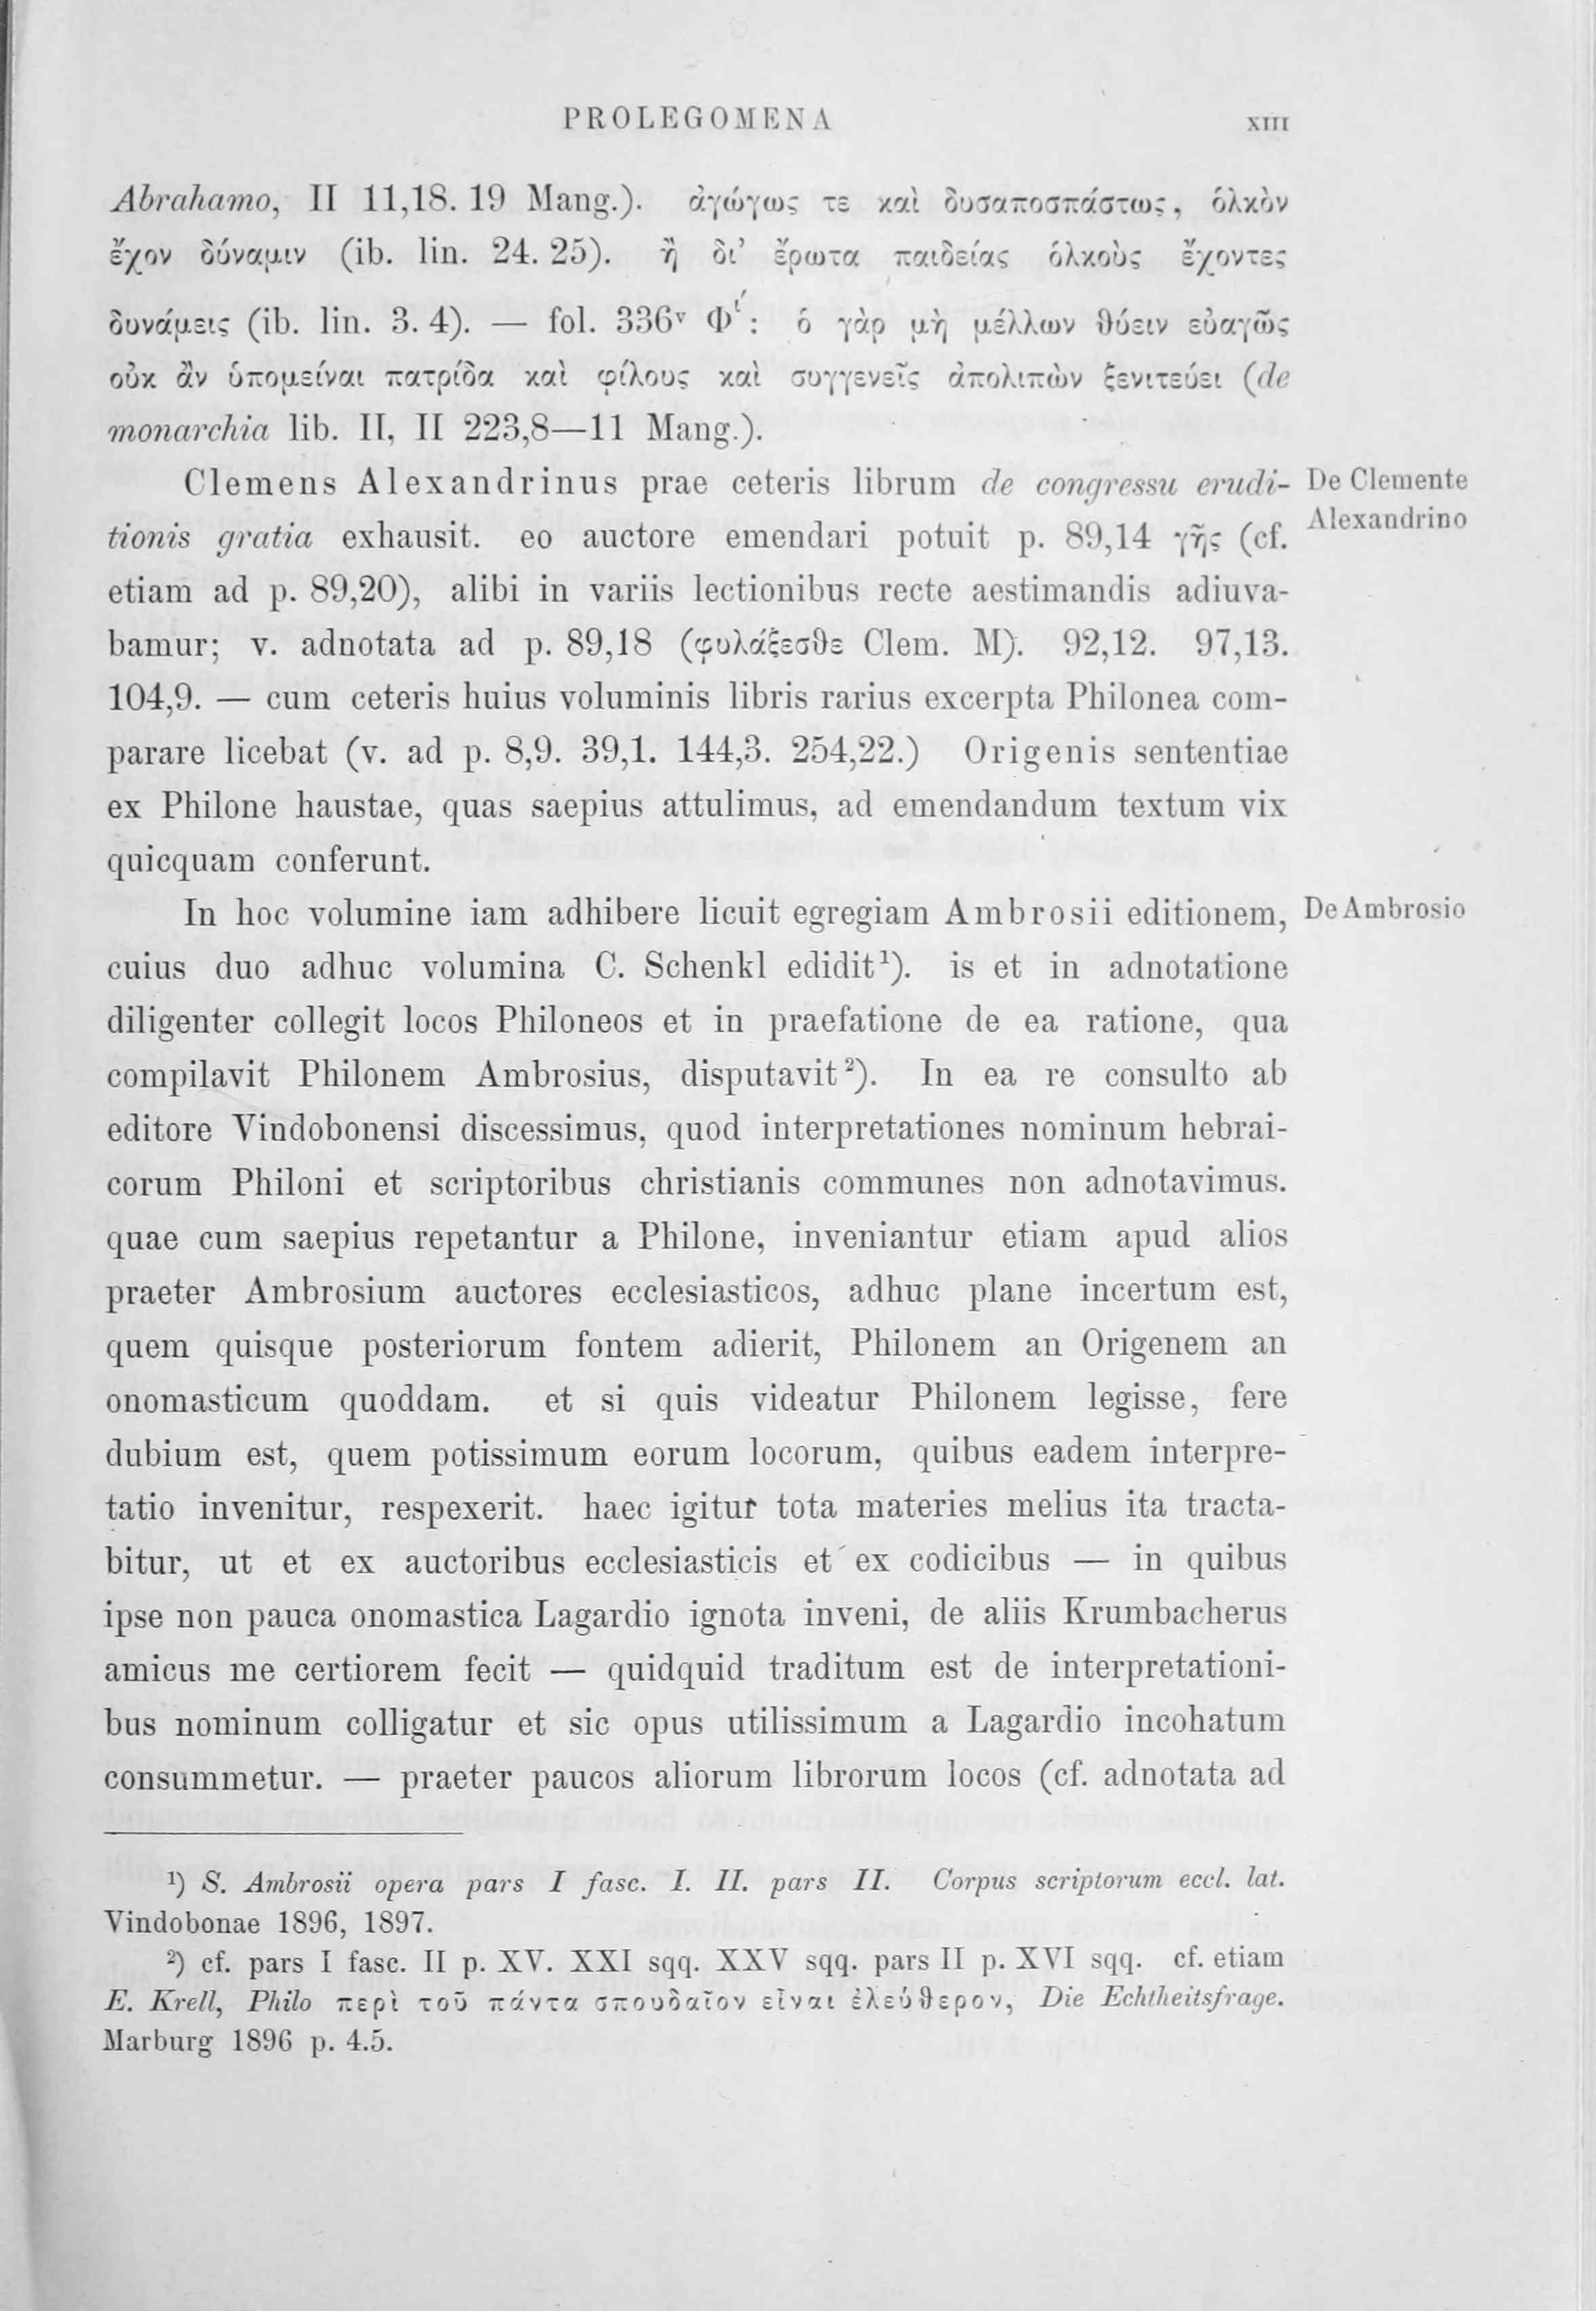 PROLEGOMENA XIII
Abrahamo, II 11,18. 19 Mang.). ἀγώγως τε καὶ δυσαποσπάστως, ὁλκὸν
ἔχον δύναμιν (ib. lin. 24. 25). ἢ δι’ ἔρωτα παιδείας ὁλκοὺς ἔχοντες
δυνάμεις (ib. lin. 3. 4). — fol. 336v Φί: ὁ γὰρ μὴ μέλλων θύειν εὐαγῶς
οὐκ ἂν ὑπομείναι πατρίδα καὶ φίλους καὶ συγγενεῖς ἀπολιπὼν ξενιτεύει (de
monarchia lib. II, II 223,8—11 Mang.).
Clemens Alexandrinus prae ceteris librum de congressu erudi-
De Clemente
Alexandrino
tionis gratia exhausit. eo auctore emendari potuit p. 89,14 γῆς (cf.
etiam ad p. 89,20), alibi in variis lectionibus recte aestimandis adiuva-
bamur; v. adnotata ad p. 89,18 (φυλάξεσθε Clem. M). 92,12. 97,13.
104,9. — cum ceteris huius voluminis libris rarius excerpta Philonea com-
parare licebat (v. ad p. 8,9. 39,1. 144,3. 254,22.) Origenis sententiae
ex Philone haustae, quas saepius attulimus, ad emendandum textum vix
quicquam conferunt.
In hoc volumine iam adhibere licuit egregiam Ambrosii editionem,
De Ambrosio
cuius duo adhuc volumina C. Schenkl edidit¹). is et in adnotatione
diligenter collegit locos Philoneos et in praefatione de ea ratione, qua
compilavit Philonem Ambrosius, disputavit²). In ea re consulto ab
editore Vindobonensi discessimus, quod interpretationes nominum hebrai-
corum Philoni et scriptoribus christianis communes non adnotavimus.
quae cum saepius repetantur a Philone, inveniantur etiam apud alios
praeter Ambrosium auctores ecclesiasticos, adhuc plane incertum est,
quem quisque posteriorum fontem adierit, Philonem an Origenem an
onomasticum quoddam. et si quis videatur Philonem legisse, fere
dubium est, quem potissimum eorum locorum, quibus eadem interpre-
tatio invenitur, respexerit. haec igitur tota materies melius ita tracta-
bitur, ut et ex auctoribus ecclesiasticis et ex codicibus — in quibus
ipse non pauca onomastica Lagardio ignota inveni, de aliis Krumbacherus
amicus me certiorem fecit — quidquid traditum est de interpretationi-
bus nominum colligatur et sic opus utilissimum a Lagardio incohatum
consummetur. — praeter paucos aliorum librorum locos (cf. adnotata ad
¹) S. Ambrosii opera pars I fasc. I. II. pars II. Corpus scriptorum eccl. lat.
Vindobonae 1896, 1897.
²) cf. pars I fasc. II p. XV. XXI sqq. XXV sqq. pars II p. XVI sqq. cf. etiam
E. Krell, Philo περὶ τοῦ πάντα σπουδαῖον εἶναι ἐλεύθερον, Die Echtheitsfrage.
Marburg 1896 p. 4.5.